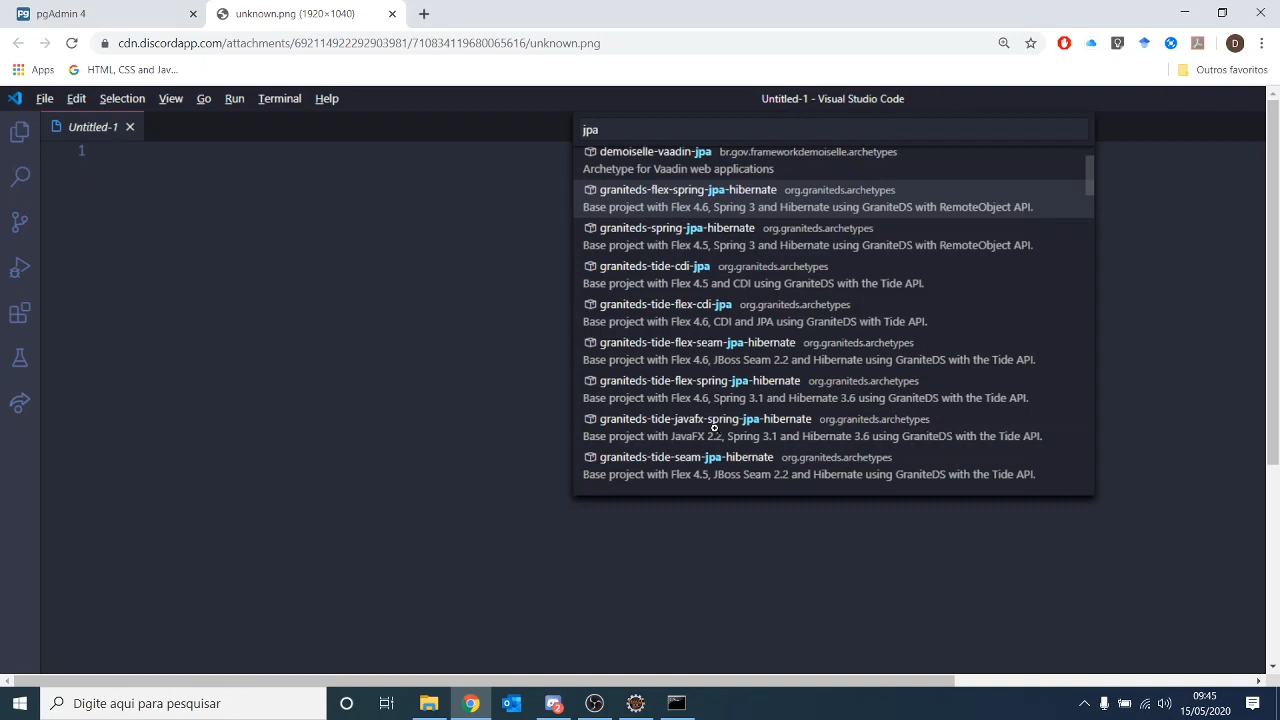 pgAdmin 4
unknown.png (1920×1040)
cdn.discordapp.com/attachments/692114922292903981/710834119680065616/unknown.png
D
Apps
HTML, CSS and Jav...
Outros favoritos
File Edit Selection View Go Run Terminal Help
Untitled-1 - Visual Studio Code
Untitled-1
1
jpa
demoiselle-vaadin-jpa br.gov.frameworkdemoiselle.archetypes
Archetype for Vaadin web applications
graniteds-flex-spring-jpa-hibernate org.graniteds.archetypes
Base project with Flex 4.6, Spring 3 and Hibernate using GraniteDS with RemoteObject API.
graniteds-spring-jpa-hibernate org.graniteds.archetypes
Base project with Flex 4.5, Spring 3 and Hibernate using GraniteDS with RemoteObject API.
graniteds-tide-cdi-jpa org.graniteds.archetypes
Base project with Flex 4.5 and CDI using GraniteDS with the Tide API.
graniteds-tide-flex-cdi-jpa org.graniteds.archetypes
Base project with Flex 4.6, CDI and JPA using GraniteDS with Tide API.
graniteds-tide-flex-seam-jpa-hibernate org.graniteds.archetypes
Base project with Flex 4.6, JBoss Seam 2.2 and Hibernate using GraniteDS with the Tide API.
graniteds-tide-flex-spring-jpa-hibernate org.graniteds.archetypes
Base project with Flex 4.6, Spring 3.1 and Hibernate 3.6 using GraniteDS with the Tide API.
graniteds-tide-javafx-spring-jpa-hibernate org.graniteds.archetypes
Base project with JavaFX 2.2, Spring 3.1 and Hibernate 3.6 using GraniteDS with the Tide API.
graniteds-tide-seam-jpa-hibernate org.graniteds.archetypes
Base project with Flex 4.5, JBoss Seam 2.2 and Hibernate using GraniteDS with the Tide API.
Digite aqui para pesquisar
2
09:45
15/05/2020